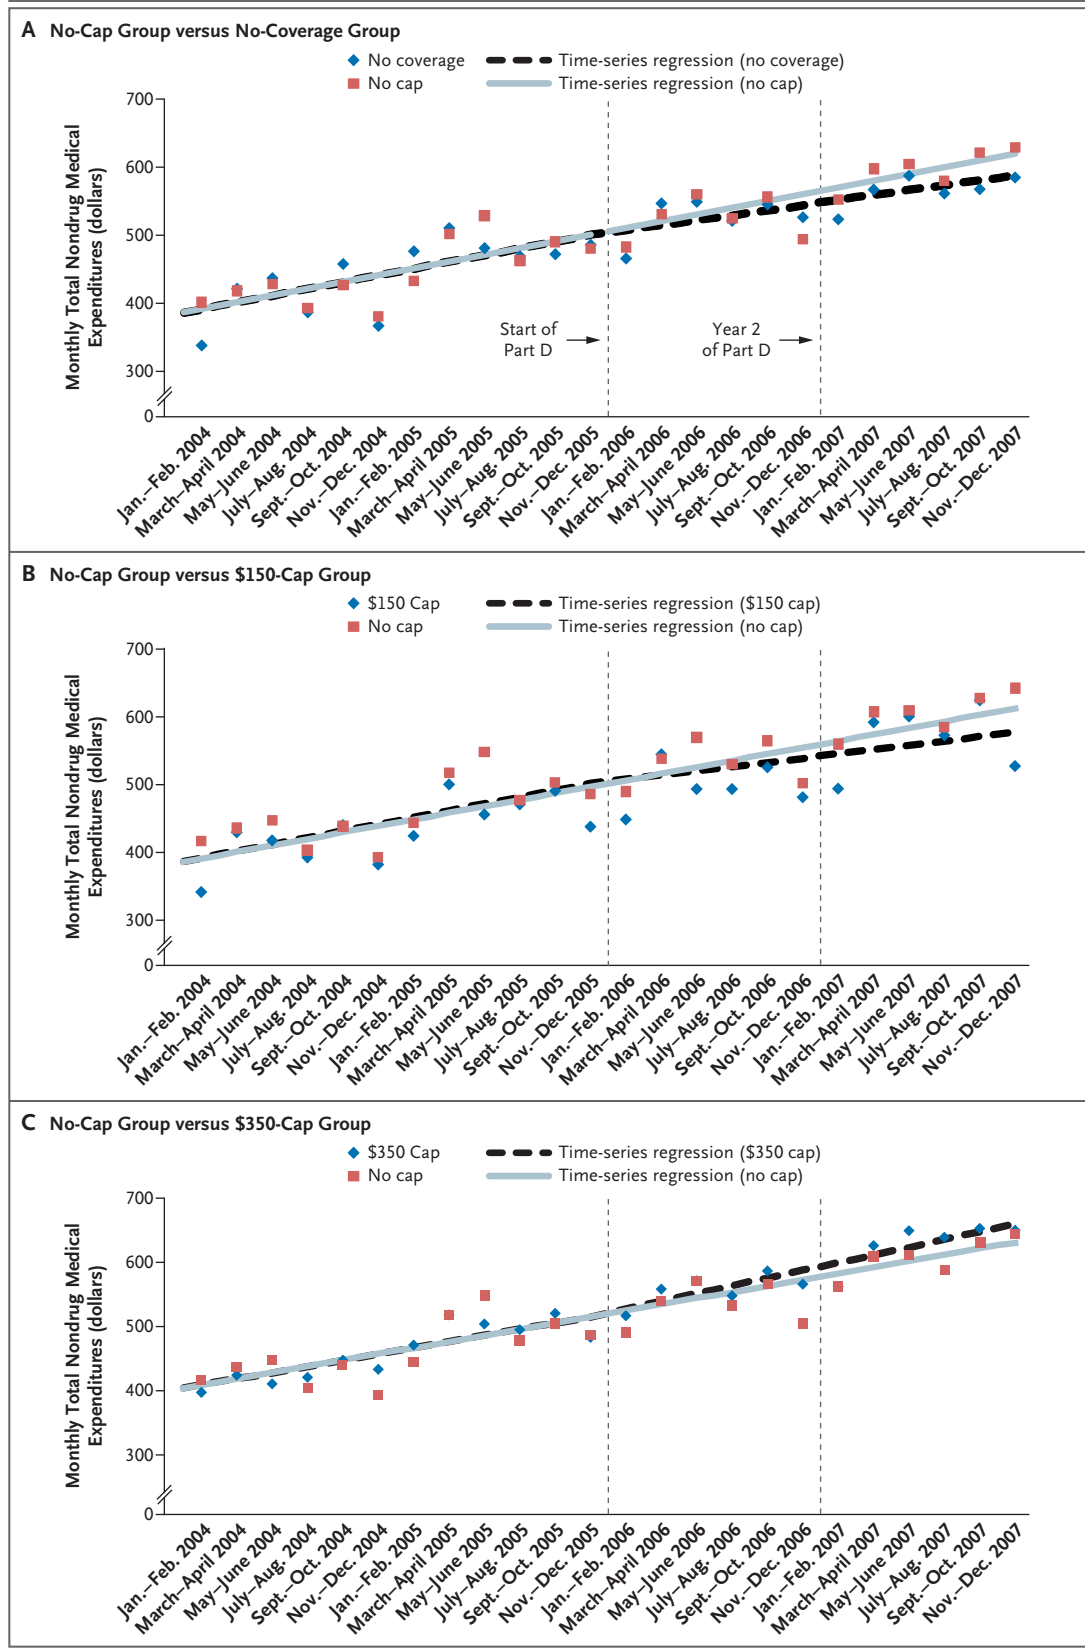 A No-Cap Group versus No-Coverage Group
No coverage
Time-series regression (no coverage)
No cap
Time-series regression (no cap)
Monthly Total Nondrug Medical
Expenditures (dollars)
700
600
500
400
300
0
Start of
Part D
Year 2
of Part D
Jan.–Feb. 2004
March–April 2004
May–June 2004
July–Aug. 2004
Sept.–Oct. 2004
Nov.–Dec. 2004
Jan.–Feb. 2005
March–April 2005
May–June 2005
July–Aug. 2005
Sept.–Oct. 2005
Nov.–Dec. 2005
Jan.–Feb. 2006
March–April 2006
May–June 2006
July–Aug. 2006
Sept.–Oct. 2006
Nov.–Dec. 2006
Jan.–Feb. 2007
March–April 2007
May–June 2007
July–Aug. 2007
Sept.–Oct. 2007
Nov.–Dec. 2007
B No-Cap Group versus $150-Cap Group
$150 Cap
Time-series regression ($150 cap)
No cap
Time-series regression (no cap)
Monthly Total Nondrug Medical
Expenditures (dollars)
700
600
500
400
300
0
Jan.–Feb. 2004
March–April 2004
May–June 2004
July–Aug. 2004
Sept.–Oct. 2004
Nov.–Dec. 2004
Jan.–Feb. 2005
March–April 2005
May–June 2005
July–Aug. 2005
Sept.–Oct. 2005
Nov.–Dec. 2005
Jan.–Feb. 2006
March–April 2006
May–June 2006
July–Aug. 2006
Sept.–Oct. 2006
Nov.–Dec. 2006
Jan.–Feb. 2007
March–April 2007
May–June 2007
July–Aug. 2007
Sept.–Oct. 2007
Nov.–Dec. 2007
C No-Cap Group versus $350-Cap Group
$350 Cap
Time-series regression ($350 cap)
No cap
Time-series regression (no cap)
Monthly Total Nondrug Medical
Expenditures (dollars)
700
600
500
400
300
0
Jan.–Feb. 2004
March–April 2004
May–June 2004
July–Aug. 2004
Sept.–Oct. 2004
Nov.–Dec. 2004
Jan.–Feb. 2005
March–April 2005
May–June 2005
July–Aug. 2005
Sept.–Oct. 2005
Nov.–Dec. 2005
Jan.–Feb. 2006
March–April 2006
May–June 2006
July–Aug. 2006
Sept.–Oct. 2006
Nov.–Dec. 2006
Jan.–Feb. 2007
March–April 2007
May–June 2007
July–Aug. 2007
Sept.–Oct. 2007
Nov.–Dec. 2007